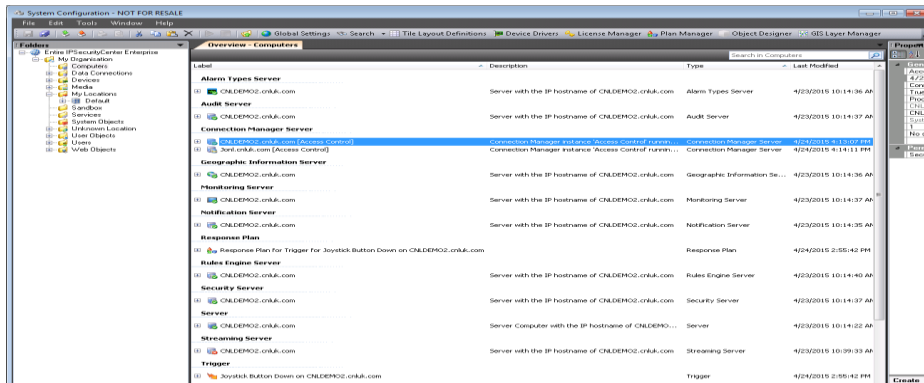 System Configuration - NOT FOR RESALE
File Edit Tools Window Help
Global Settings Search Tile Layout Definitions Device Drivers License Manager Plan Manager Object Designer GIS Layer Manager
Folders
Entire IPSecurityCenter Enterprise
My Organisation
Computers
Data Connections
Devices
Media
My Locations
Default
Sandbox
Services
System Objects
Unknown Location
User Objects
Users
Web Objects
Overview - Computers
Search in Computers
Label Description Type Last Modified
Alarm Types Server
CNLDEMO2.cnluk.com Server with the IP hostname of CNLDEMO2.cnluk.com Alarm Types Server 4/23/2015 10:14:36 AM
Audit Server
CNLDEMO2.cnluk.com Server with the IP hostname of CNLDEMO2.cnluk.com Audit Server 4/23/2015 10:14:37 AM
Connection Manager Server
CNLDEMO2.cnluk.com [Access Control] Connection Manager instance 'Access Control' runnin... Connection Manager Server 4/24/2015 4:13:07 PM
Jonl.cnluk.com [Access Control] Connection Manager instance 'Access Control' runnin... Connection Manager Server 4/24/2015 4:14:11 PM
Geographic Information Server
CNLDEMO2.cnluk.com Server with the IP hostname of CNLDEMO2.cnluk.com Geographic Information Se... 4/23/2015 10:14:36 AM
Monitoring Server
CNLDEMO2.cnluk.com Server with the IP hostname of CNLDEMO2.cnluk.com Monitoring Server 4/23/2015 10:14:37 AM
Notification Server
CNLDEMO2.cnluk.com Server with the IP hostname of CNLDEMO2.cnluk.com Notification Server 4/23/2015 10:14:35 AM
Response Plan
Response Plan for Trigger for Joystick Button Down on CNLDEMO2.cnluk.com Response Plan 4/24/2015 2:55:42 PM
Rules Engine Server
CNLDEMO2.cnluk.com Server with the IP hostname of CNLDEMO2.cnluk.com Rules Engine Server 4/23/2015 10:14:40 AM
Security Server
CNLDEMO2.cnluk.com Server with the IP hostname of CNLDEMO2.cnluk.com Security Server 4/23/2015 10:14:37 AM
Server
CNLDEMO2.cnluk.com Server Computer with the IP hostname of CNLDEMO... Server 4/23/2015 10:14:22 AM
Streaming Server
CNLDEMO2.cnluk.com Server with the IP hostname of CNLDEMO2.cnluk.com Streaming Server 4/23/2015 10:39:33 AM
Trigger
Joystick Button Down on CNLDEMO2.cnluk.com Trigger 4/24/2015 2:55:42 PM
Create